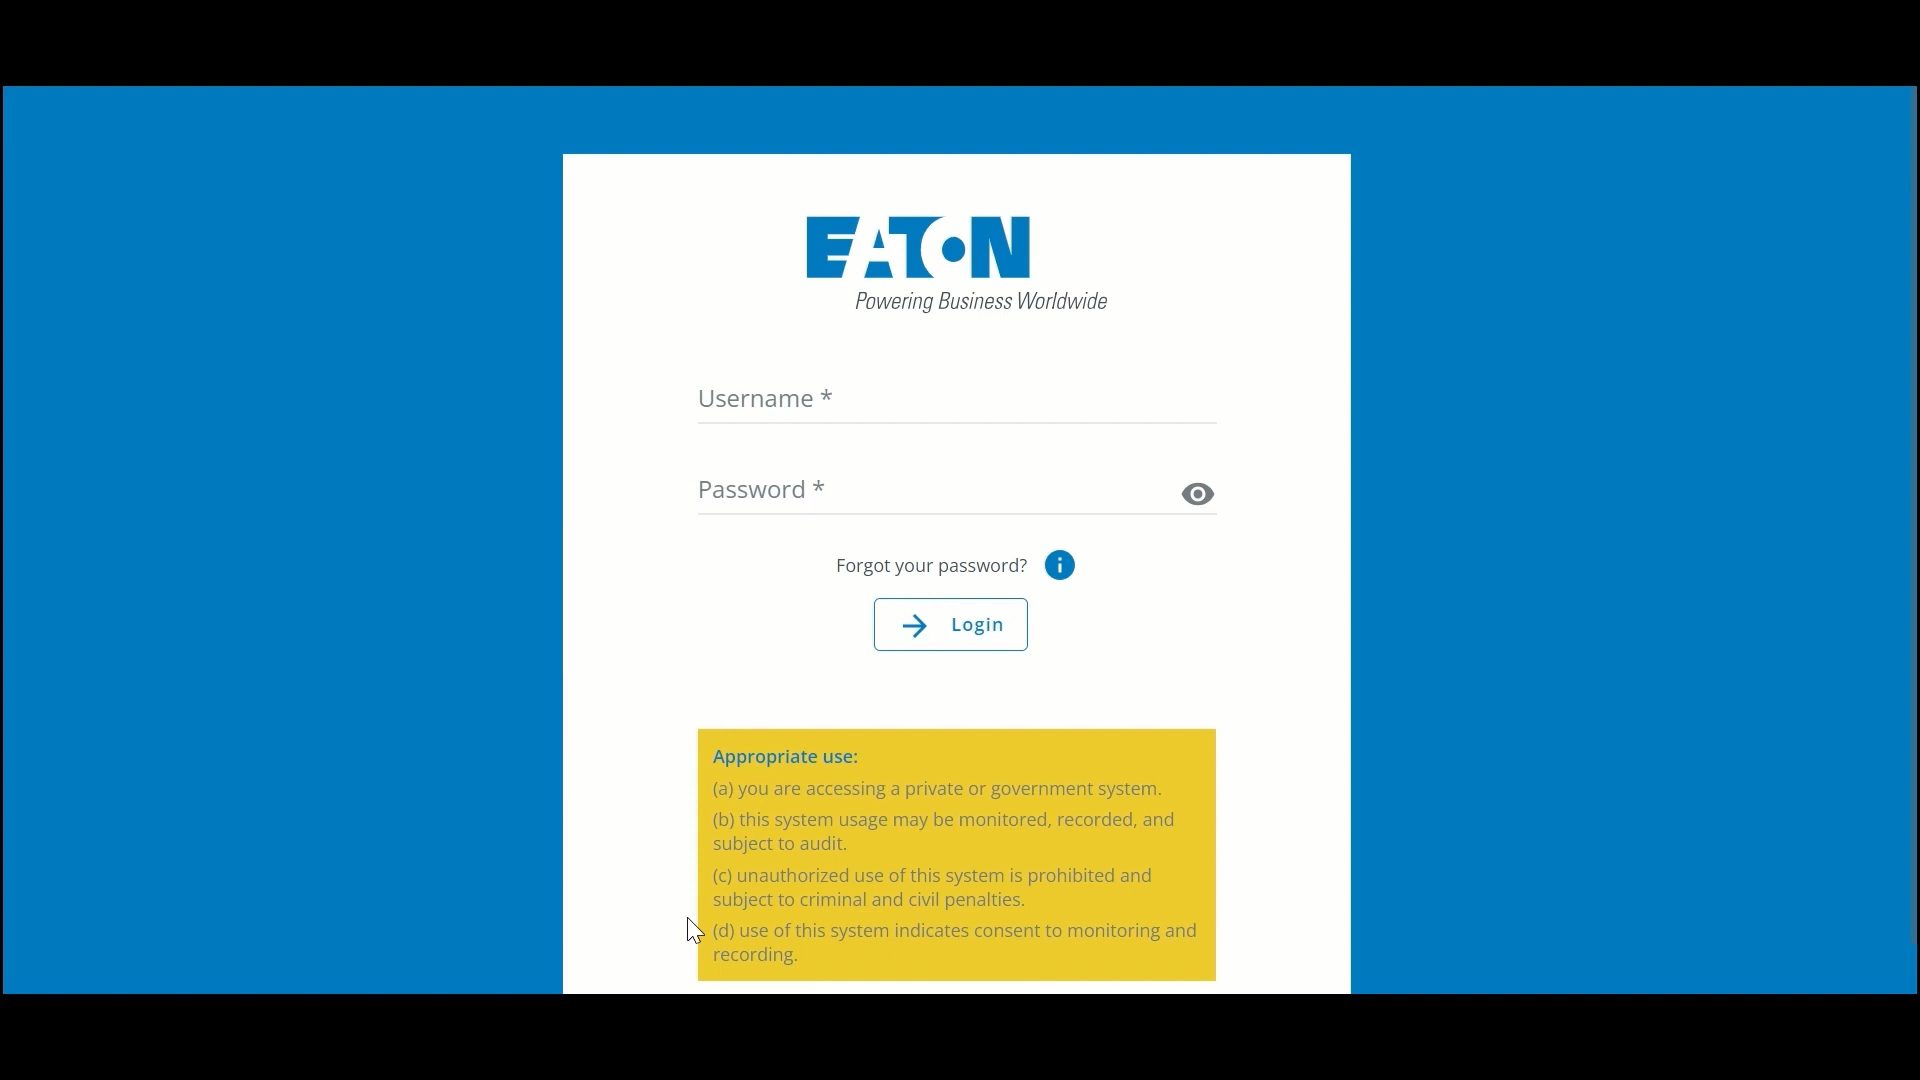 EATON
Powering Business Worldwide
Username *
Password *
Forgot your password?
Login
Appropriate use:
(a) you are accessing a private or government system.
(b) this system usage may be monitored, recorded, and
subject to audit.
(c) unauthorized use of this system is prohibited and
subject to criminal and civil penalties.
(d) use of this system indicates consent to monitoring and
recording.